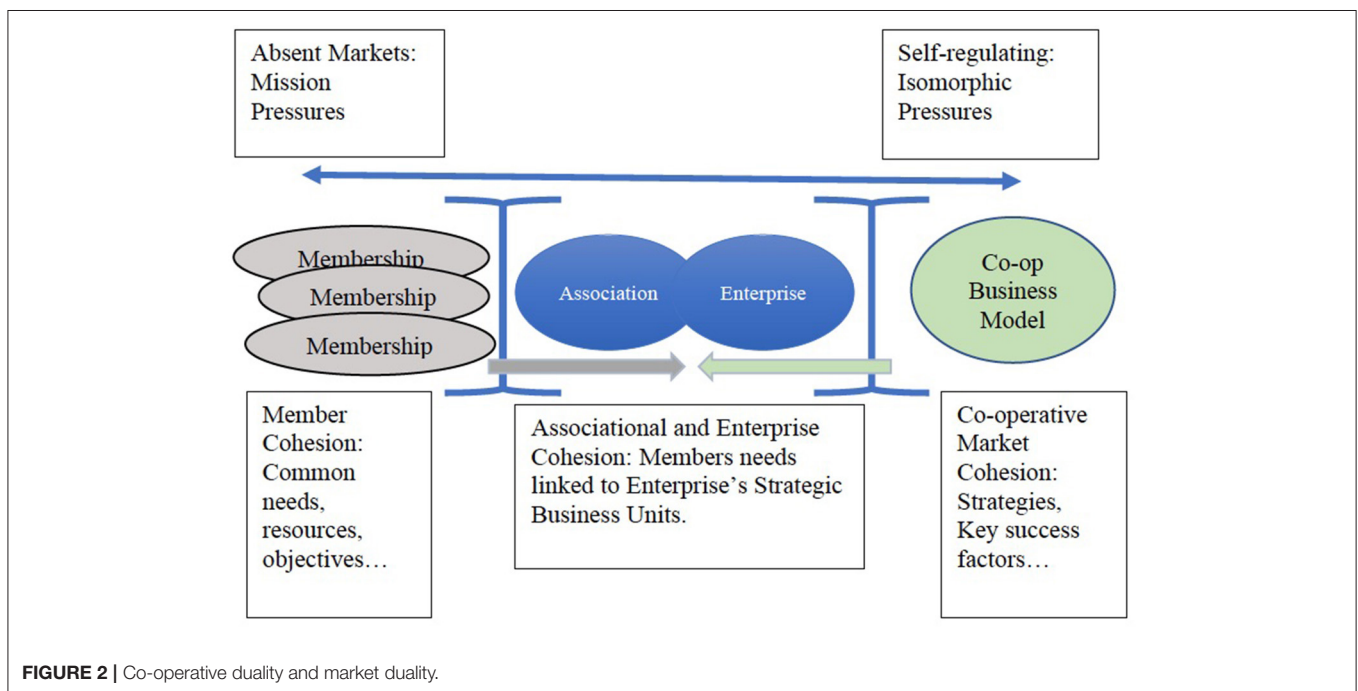 Absent Markets:
Mission
Pressures
Self-regulating:
Isomorphic
Pressures
Membership
Membership
Membership
Association
Enterprise
Co-op
Business
Model
Member
Cohesion:
Common
needs,
resources,
objectives…
Associational and Enterprise
Cohesion: Members needs
linked to Enterprise’s Strategic
Business Units.
Co-operative
Market
Cohesion:
Strategies,
Key success
factors…
FIGURE 2 | Co-operative duality and market duality.